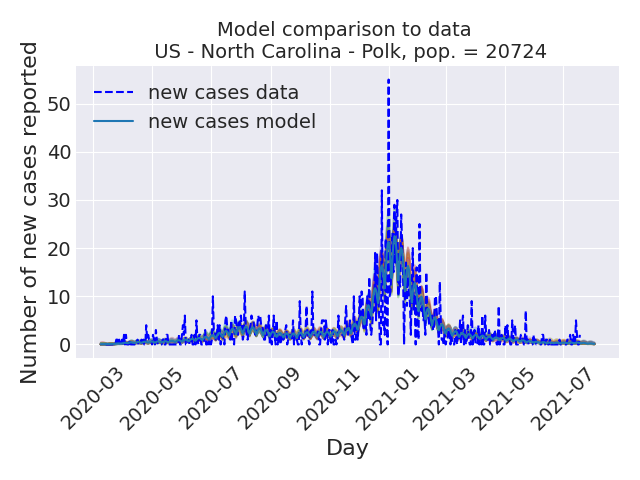 Model comparison to data
US - North Carolina - Polk, pop. = 20724
Number of new cases reported
50
40
30
20
10
0
new cases data
new cases model
2020-03
2020-05
2020-07
2020-09
2020-11
2021-01
2021-03
2021-05
2021-07
Day